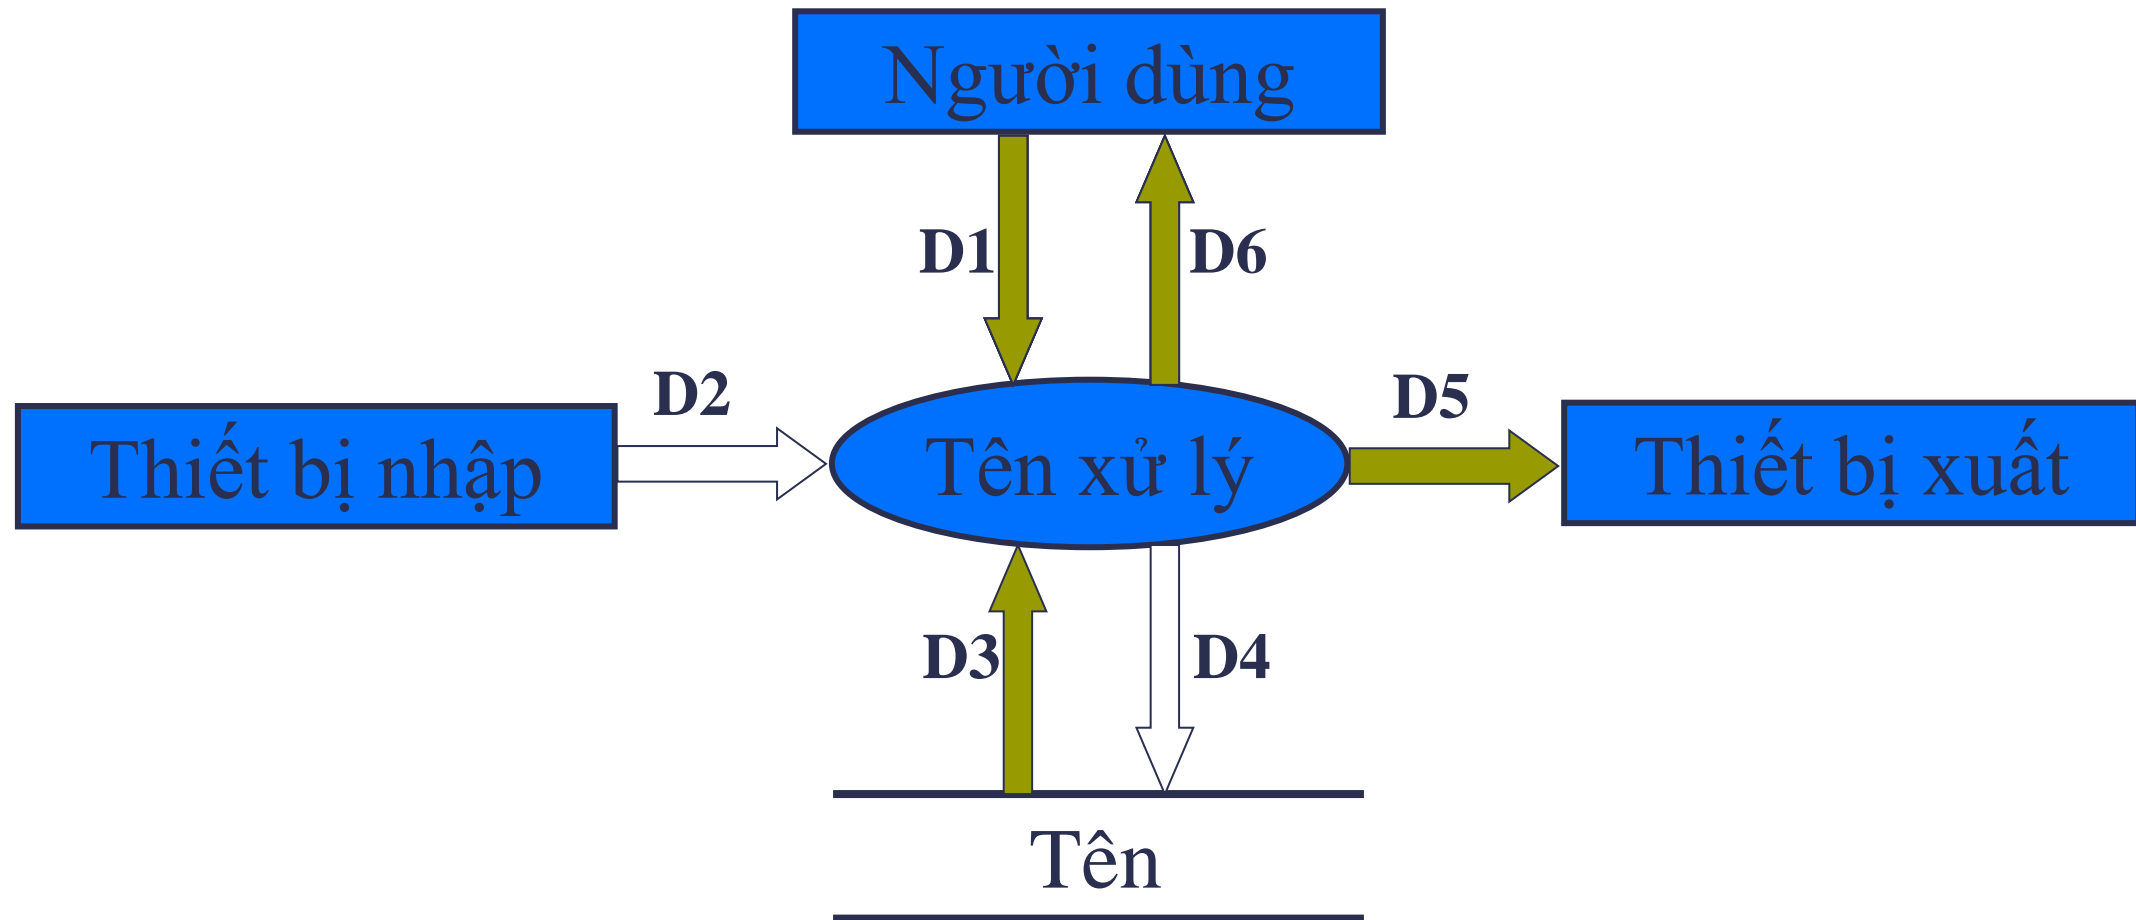 Người dùng
D1
D6
D2
D5
Thiết bị nhập
Tên xử lý
Thiết bị xuất
D3
D4
Tên